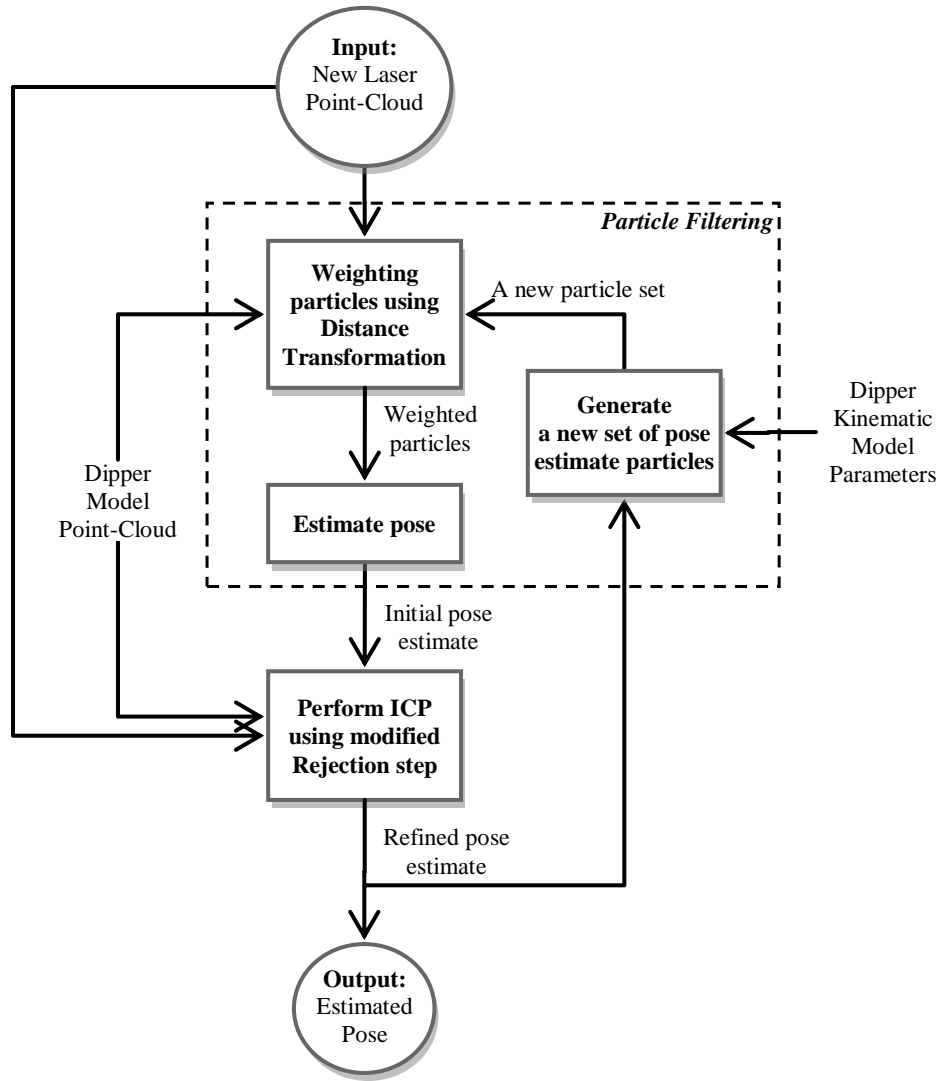 Input:
New Laser
Point-Cloud
Particle Filtering
Weighting
particles using
Distance
Transformation
A new particle set
Generate
a new set of pose
estimate particles
Dipper
Kinematic
Model
Parameters
Weighted
particles
Dipper
Model
Point-Cloud
Estimate pose
Initial pose
estimate
Perform ICP
using modified
Rejection step
Refined pose
estimate
Output:
Estimated
Pose